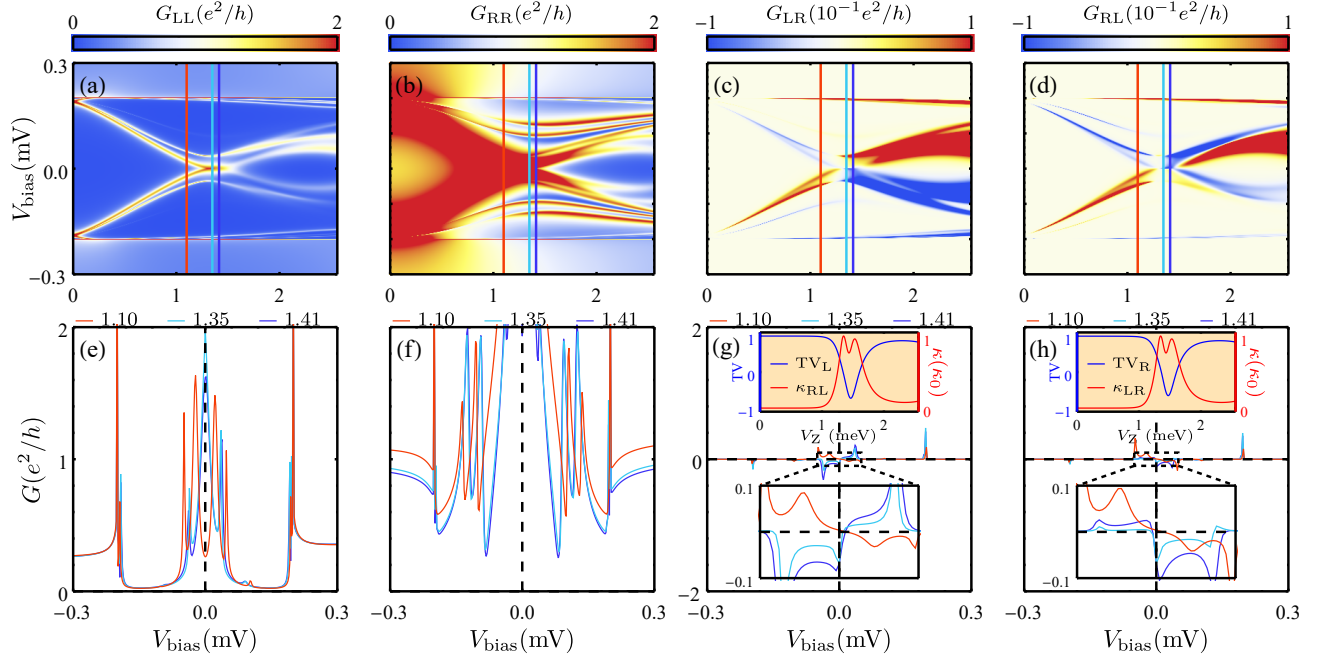 G_LL(e²/h) G_RR(e²/h) G_LR(10⁻¹e²/h) G_RL(10⁻¹e²/h)
0 2 0 2 −1 1 −1 1
0.3 (a) (b) (c) (d)
V_bias(mV) 0.0
−0.3
0 1 2 0 1 2 0 1 2 0 1 2
1.10 1.35 1.41 1.10 1.35 1.41 1.10 1.35 1.41 1.10 1.35 1.41
2 (e) (f) 2 (g) 2 (h)
1 TV_L 1 1 TV_R 1
TV 0 κ(κ₀) TV 0 κ(κ₀)
κ_RL κ_LR
−1 0 −1 0
0 2 0 2
V_Z (meV) V_Z (meV)
G(e²/h) 1 0 0
0.1 0.1
−0.1 −0.1
0 −2
−0.3 0.0 0.3 −0.3 0.0 0.3 −0.3 0.0 0.3 −0.3 0.0 0.3
V_bias(mV) V_bias(mV) V_bias(mV) V_bias(mV)